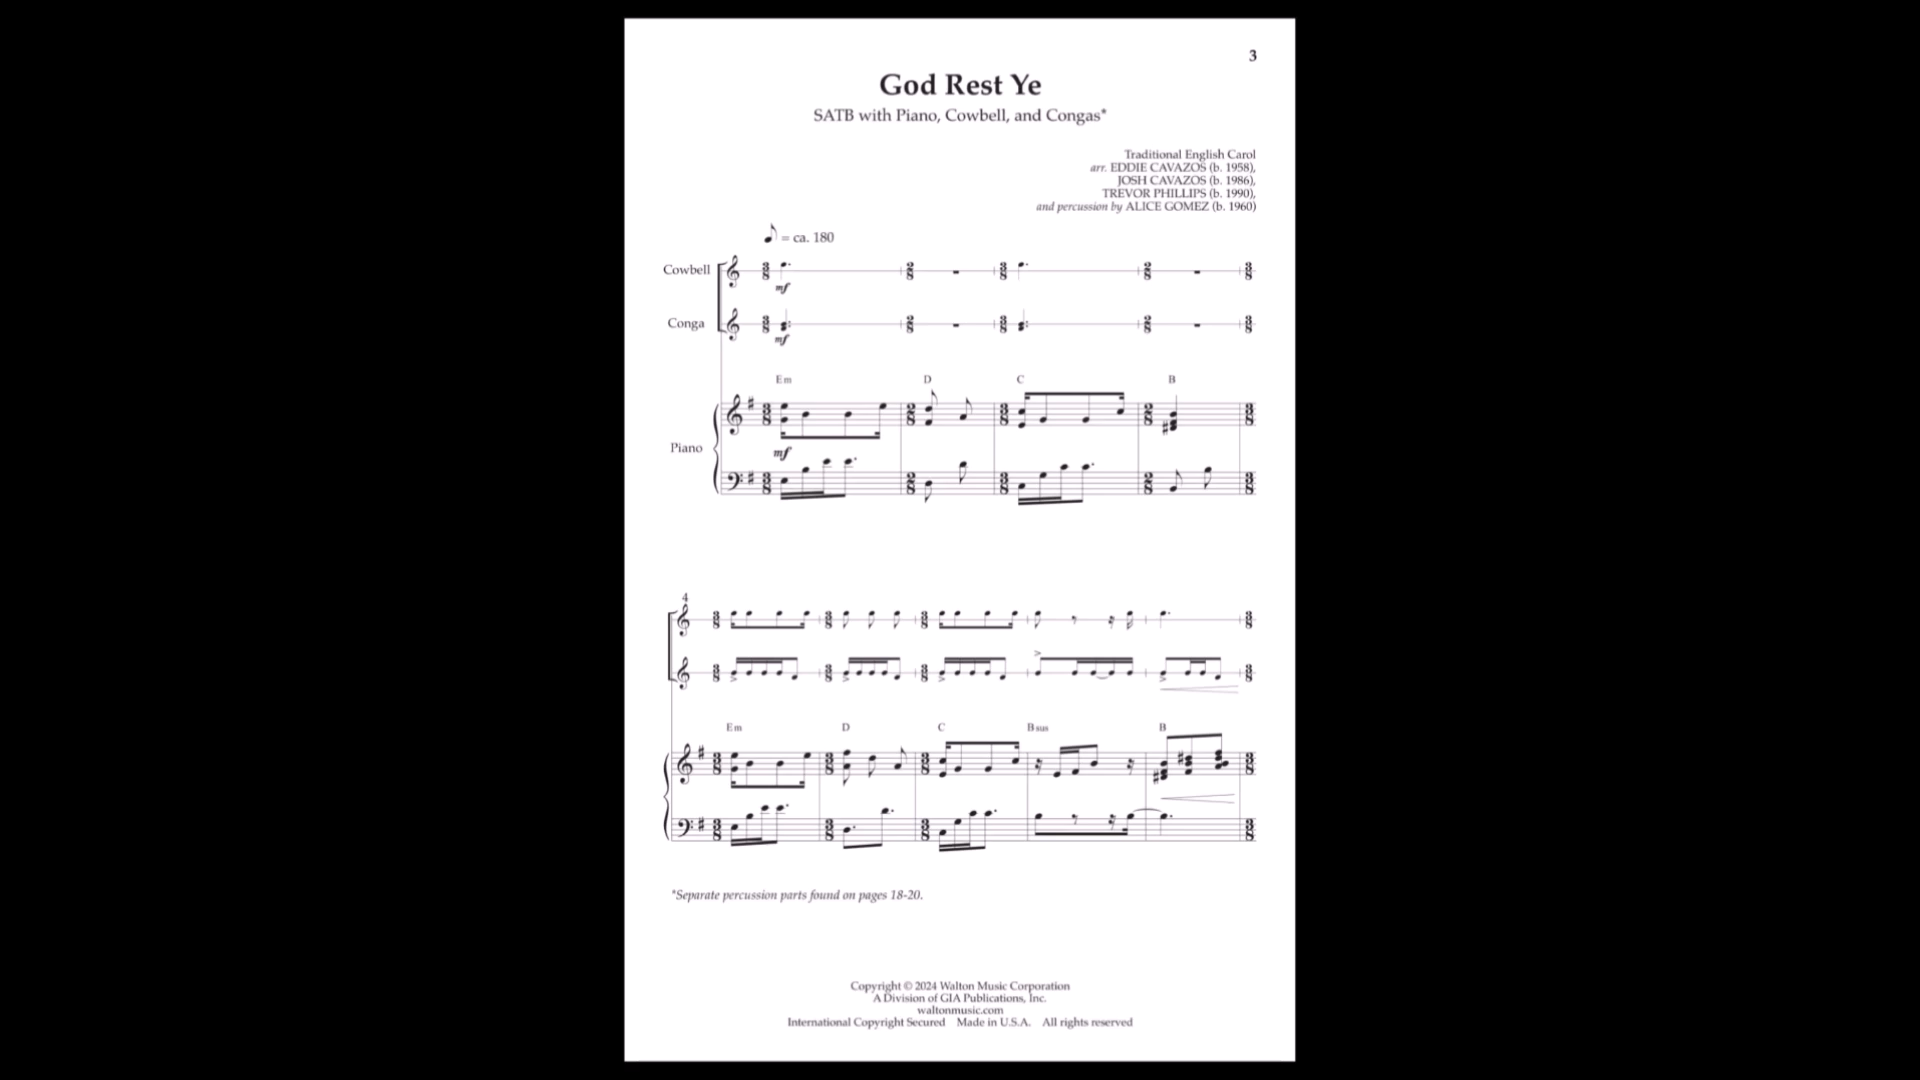 3
God Rest Ye
SATB with Piano, Cowbell, and Congas*
Traditional English Carol
arr. EDDIE CAVAZOS (b. 1958),
JOSH CAVAZOS (b. 1986),
TREVOR PHILLIPS (b. 1990),
and percussion by ALICE GOMEZ (b. 1960)
= ca. 180
Cowbell
mf
Conga
mf
Em D C B
Piano
mf
4
Em D C Bsus B
*Separate percussion parts found on pages 18-20.
Copyright © 2024 Walton Music Corporation
A Division of GIA Publications, Inc.
waltonmusic.com
International Copyright Secured Made in U.S.A. All rights reserved